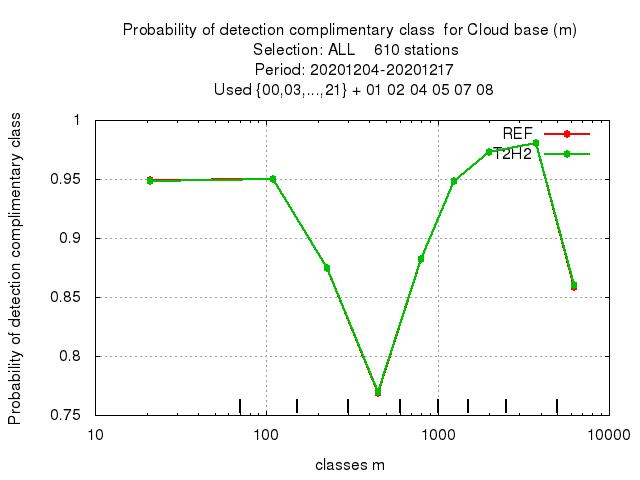 Probability of detection complimentary class  for Cloud base (m)
Selection: ALL    610 stations
Period: 20201204-20201217
Used {00,03,...,21} + 01 02 04 05 07 08
Probability of detection complimentary class
1
0.95
0.9
0.85
0.8
0.75
REF
T2H2
10
100
1000
10000
classes m